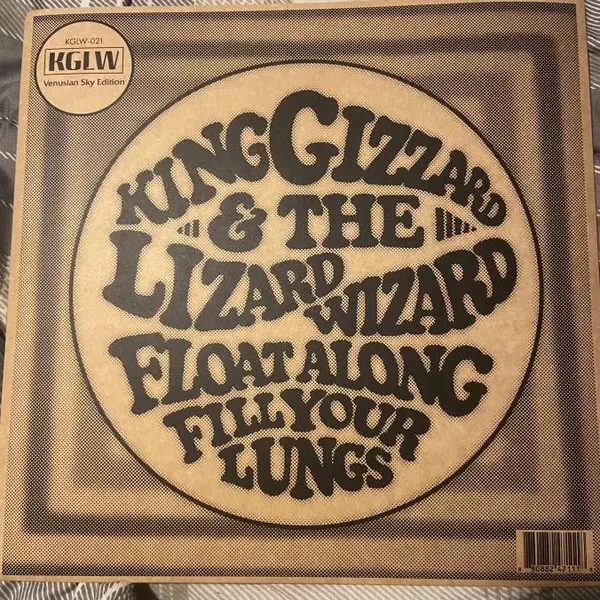 KGLW-021
KGLW
Venusian Sky Edition
KING GIZZARD
& THE
LIZARD WIZARD
FLOAT ALONG
FILL YOUR
LUNGS